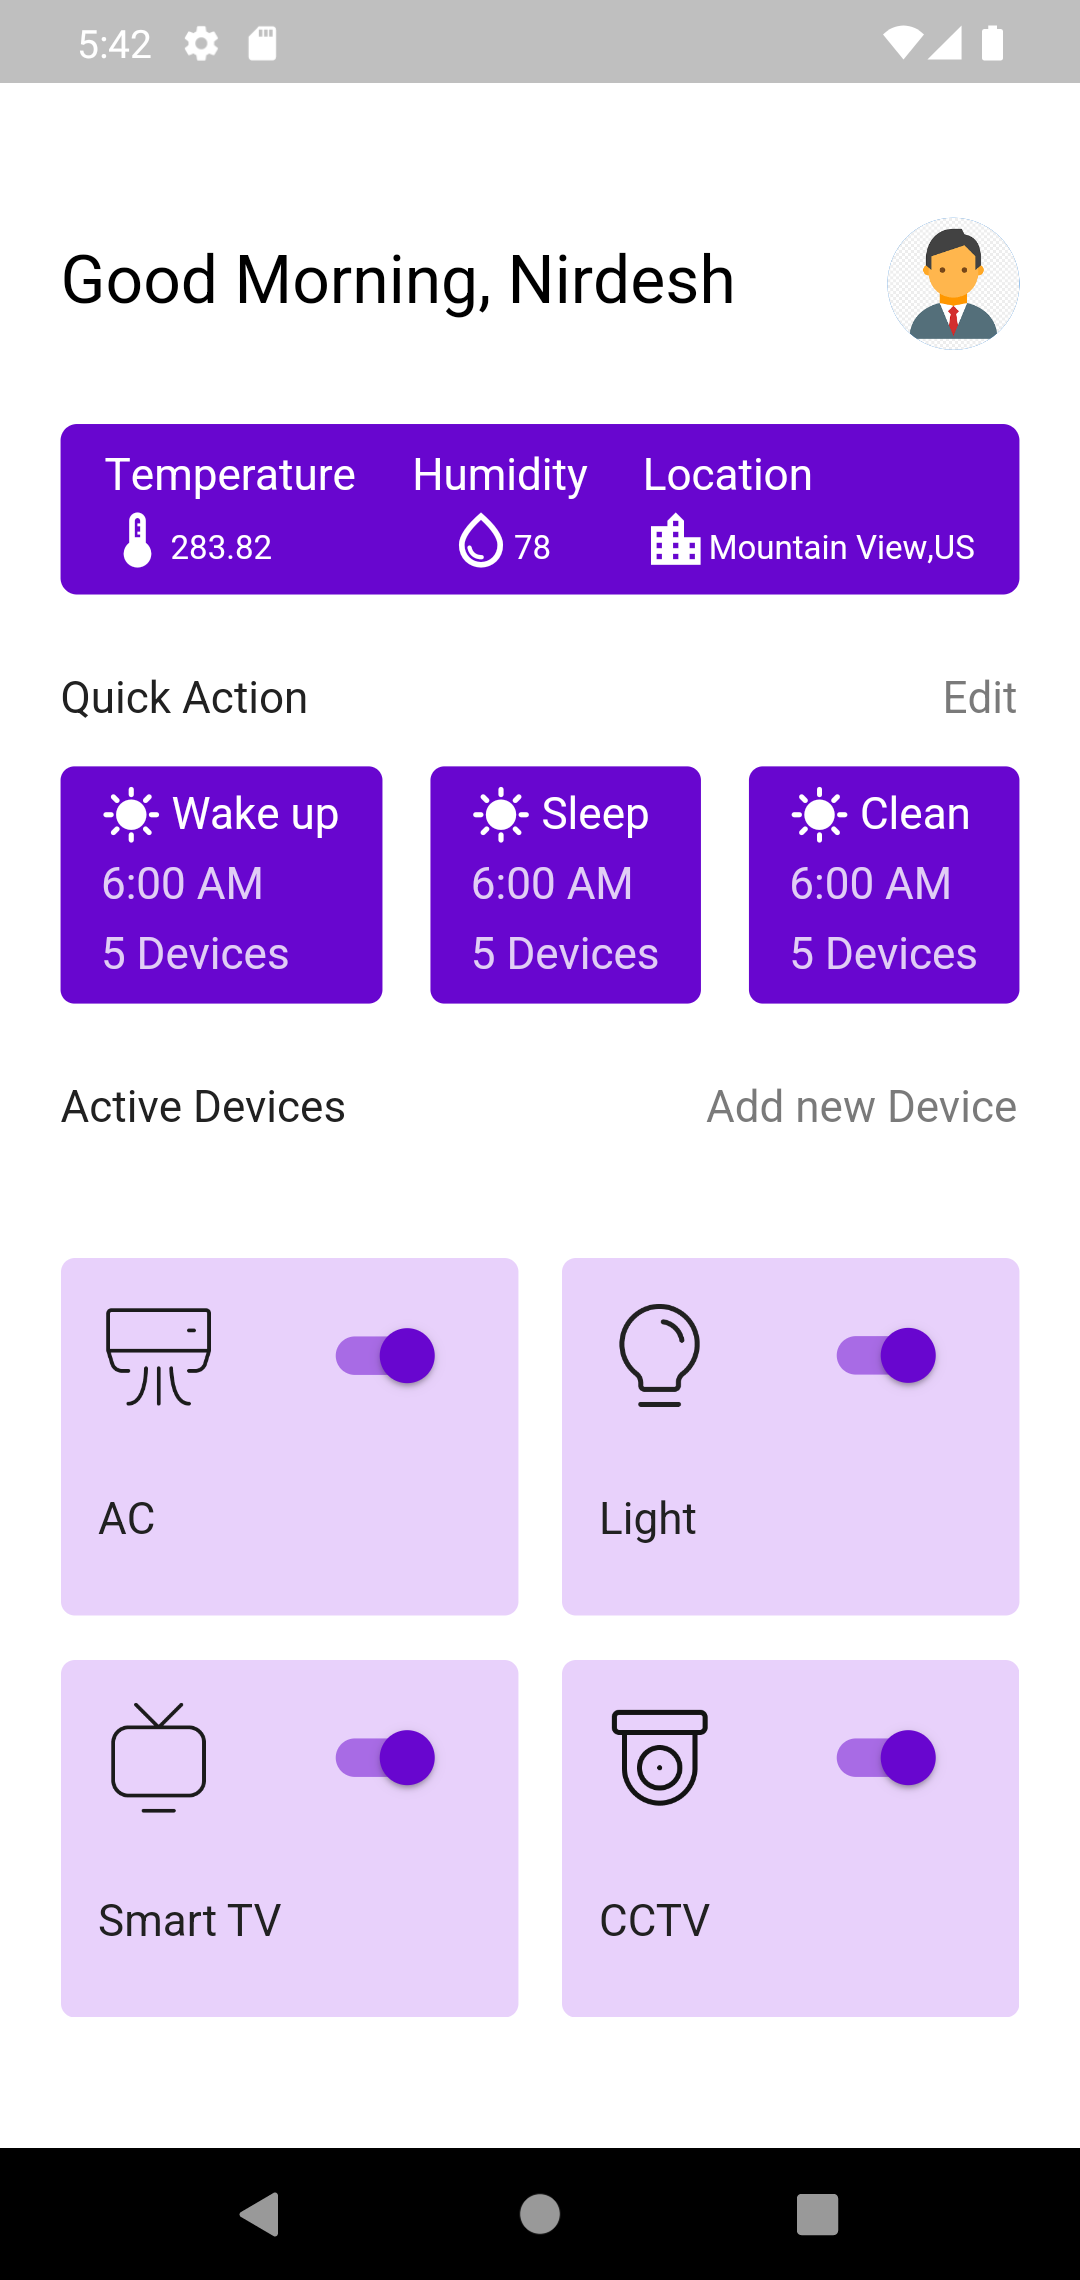 5:42
Good Morning, Nirdesh
Temperature Humidity Location
283.82 78 Mountain View,US
Quick Action Edit
Wake up Sleep Clean
6:00 AM 6:00 AM 6:00 AM
5 Devices 5 Devices 5 Devices
Active Devices Add new Device
AC Light
Smart TV CCTV